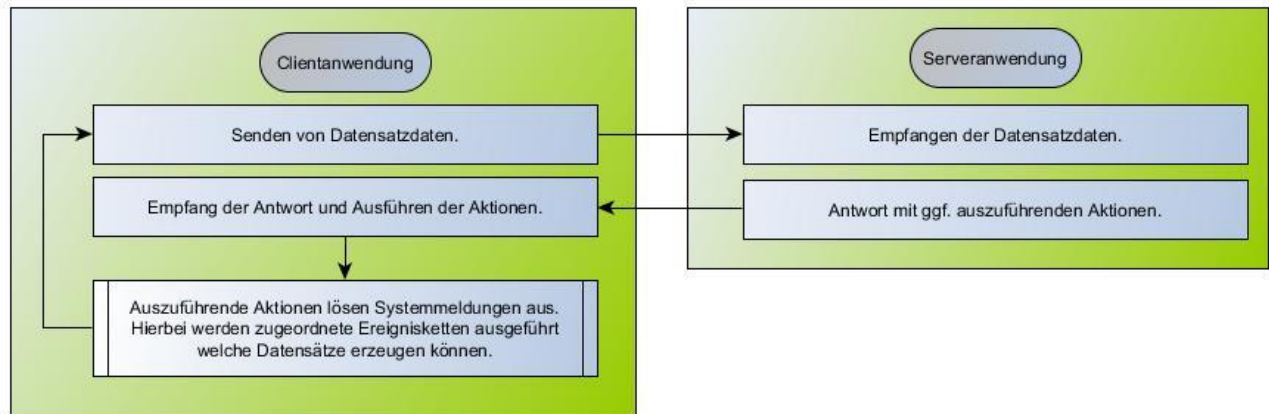 Clientanwendung
Senden von Datensatzdaten.
Empfang der Antwort und Ausführen der Aktionen.
Auszuführende Aktionen lösen Systemmeldungen aus.
Hierbei werden zugeordnete Ereignisketten ausgeführt
welche Datensätze erzeugen können.
Serveranwendung
Empfangen der Datensatzdaten.
Antwort mit ggf. auszuführenden Aktionen.